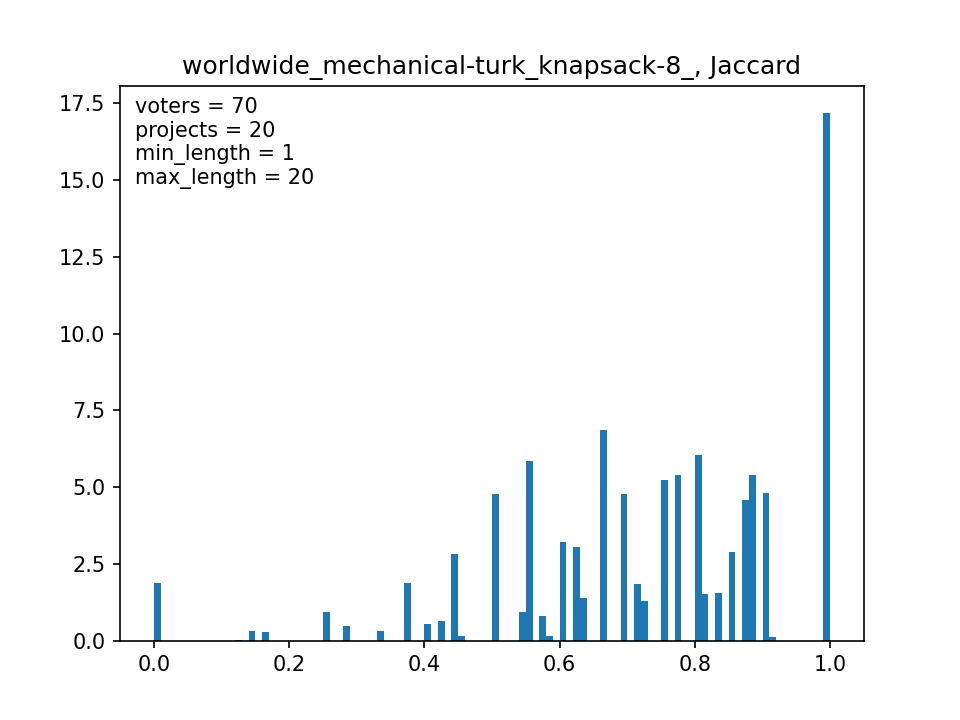 worldwide_mechanical-turk_knapsack-8_, Jaccard
voters = 70
projects = 20
min_length = 1
max_length = 20
17.5
15.0
12.5
10.0
7.5
5.0
2.5
0.0
0.0 0.2 0.4 0.6 0.8 1.0